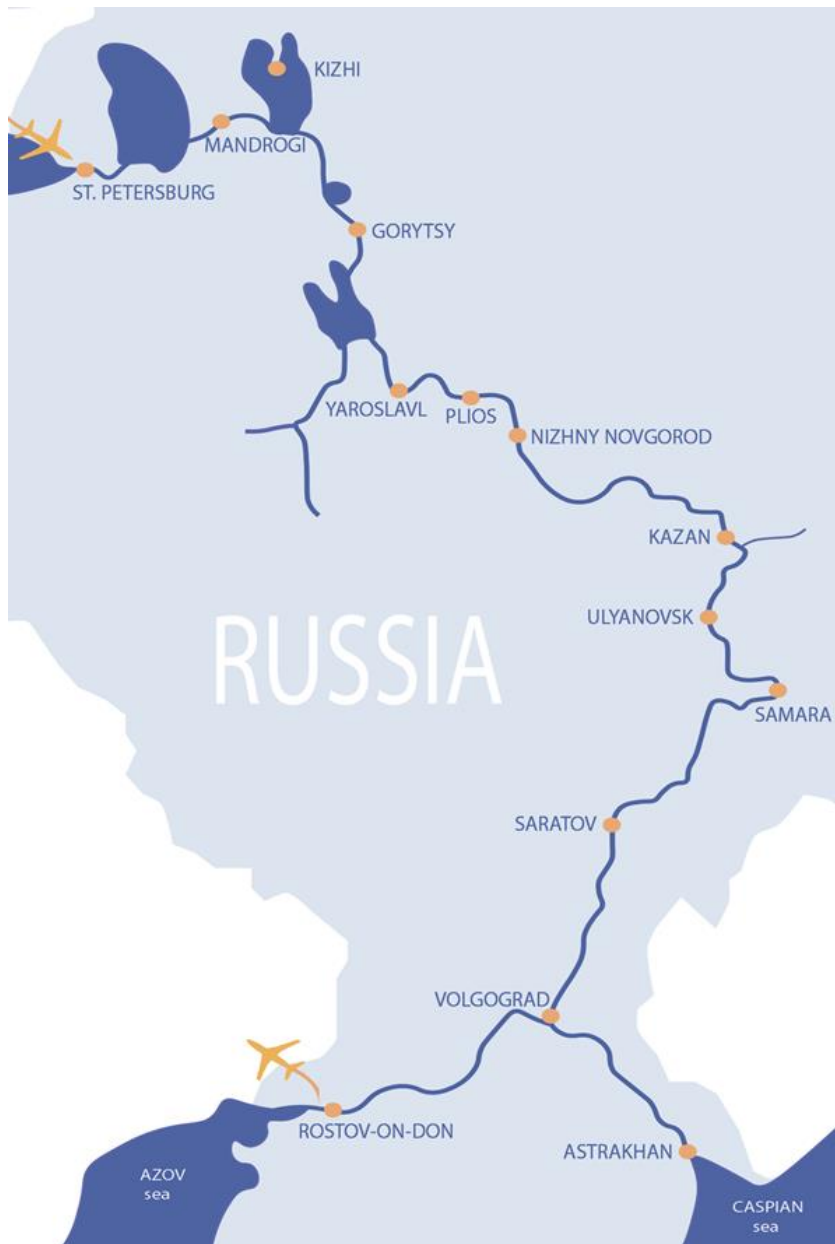 KIZHI
MANDROGI
ST. PETERSBURG
GORYTSY
YAROSLAVL
PLIOS
NIZHNY NOVGOROD
KAZAN
ULYANOVSK
RUSSIA
SAMARA
SARATOV
VOLGOGRAD
ROSTOV-ON-DON
ASTRAKHAN
AZOV
sea
CASPIAN
sea